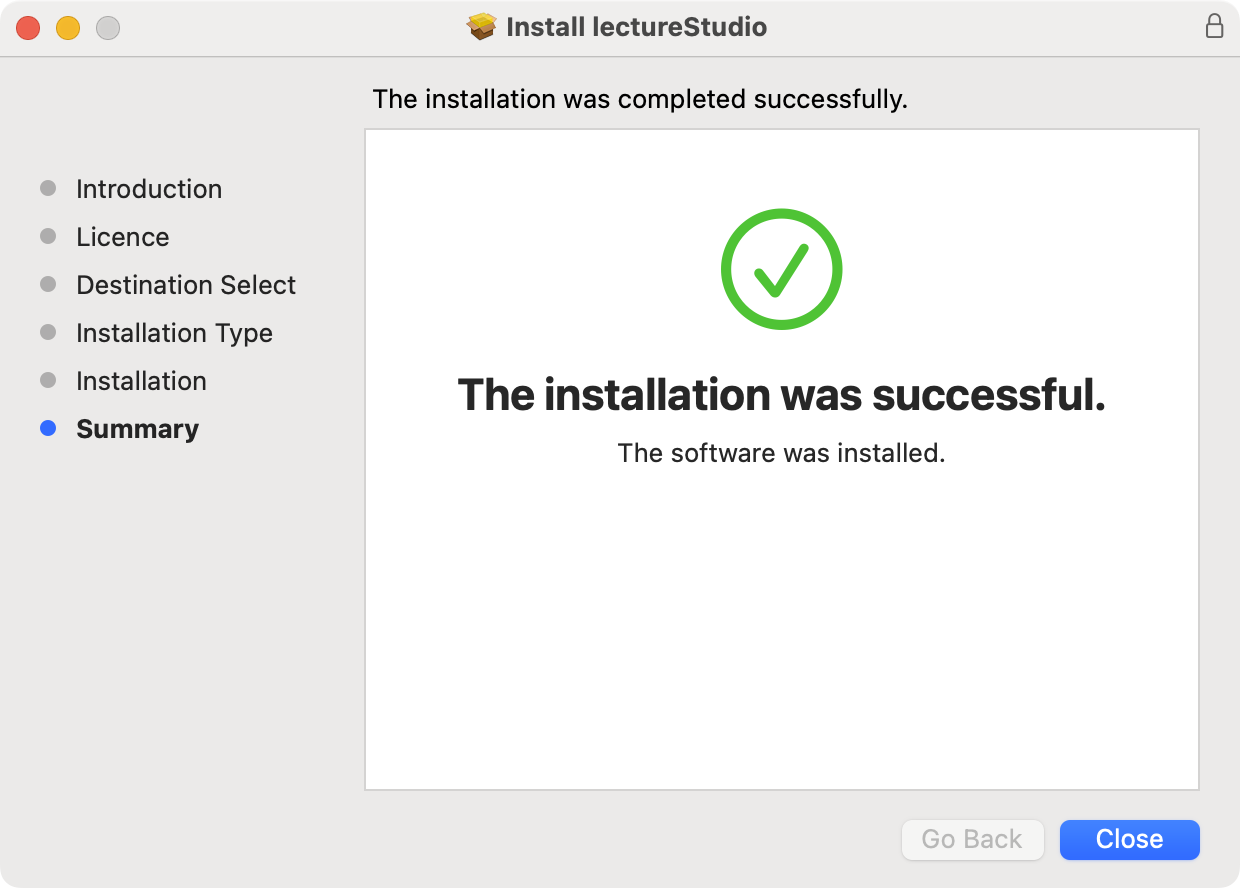 Install lectureStudio
The installation was completed successfully.
Introduction
Licence
Destination Select
Installation Type
Installation
Summary
The installation was successful.
The software was installed.
Go Back
Close